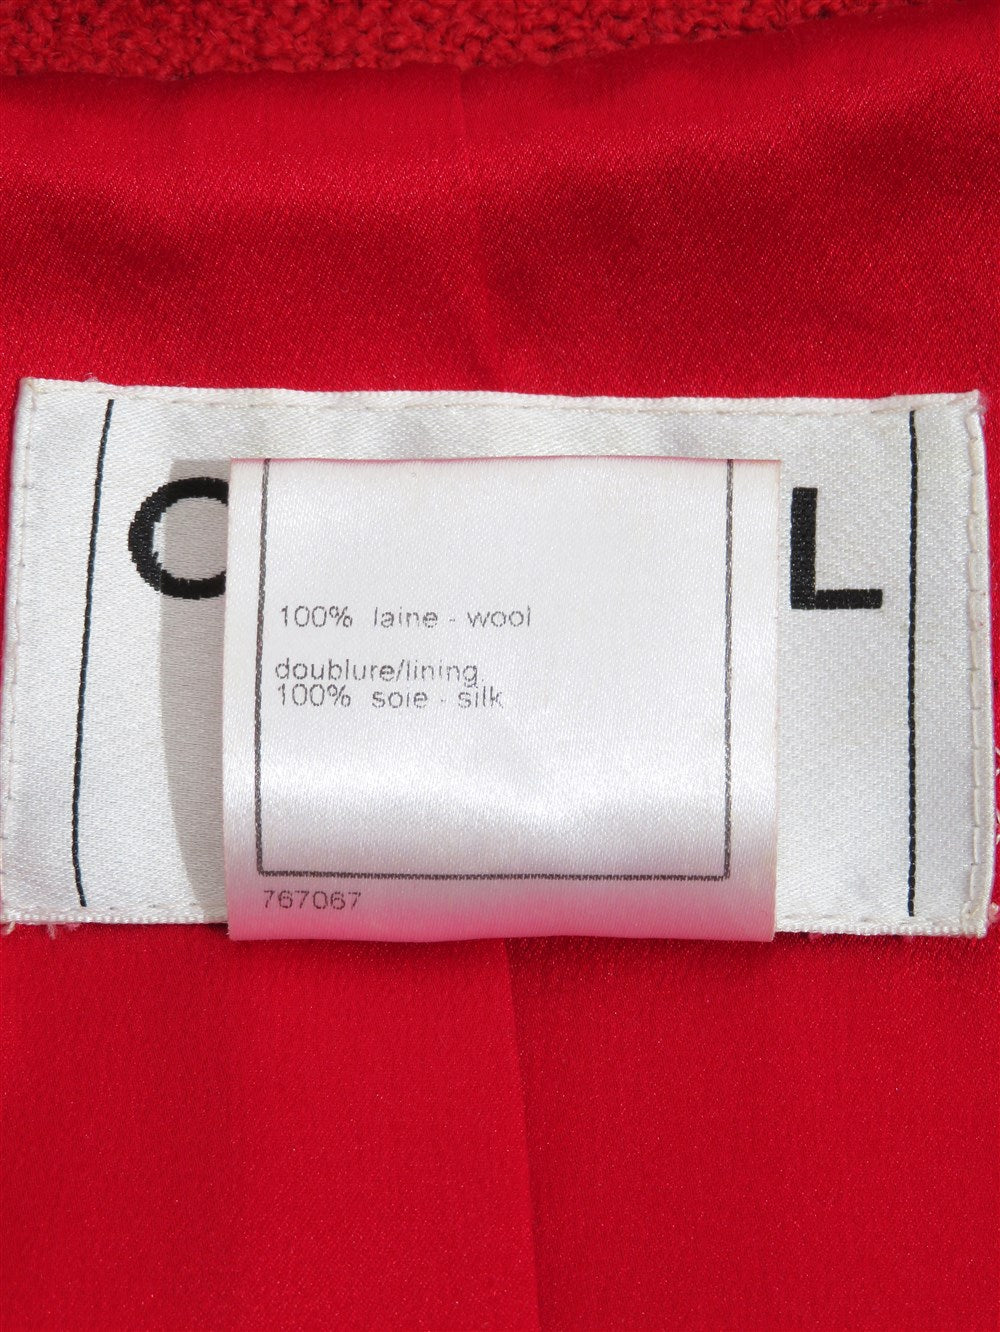 C L
100% laine - wool
doublure/lining
100% soie - silk
767067